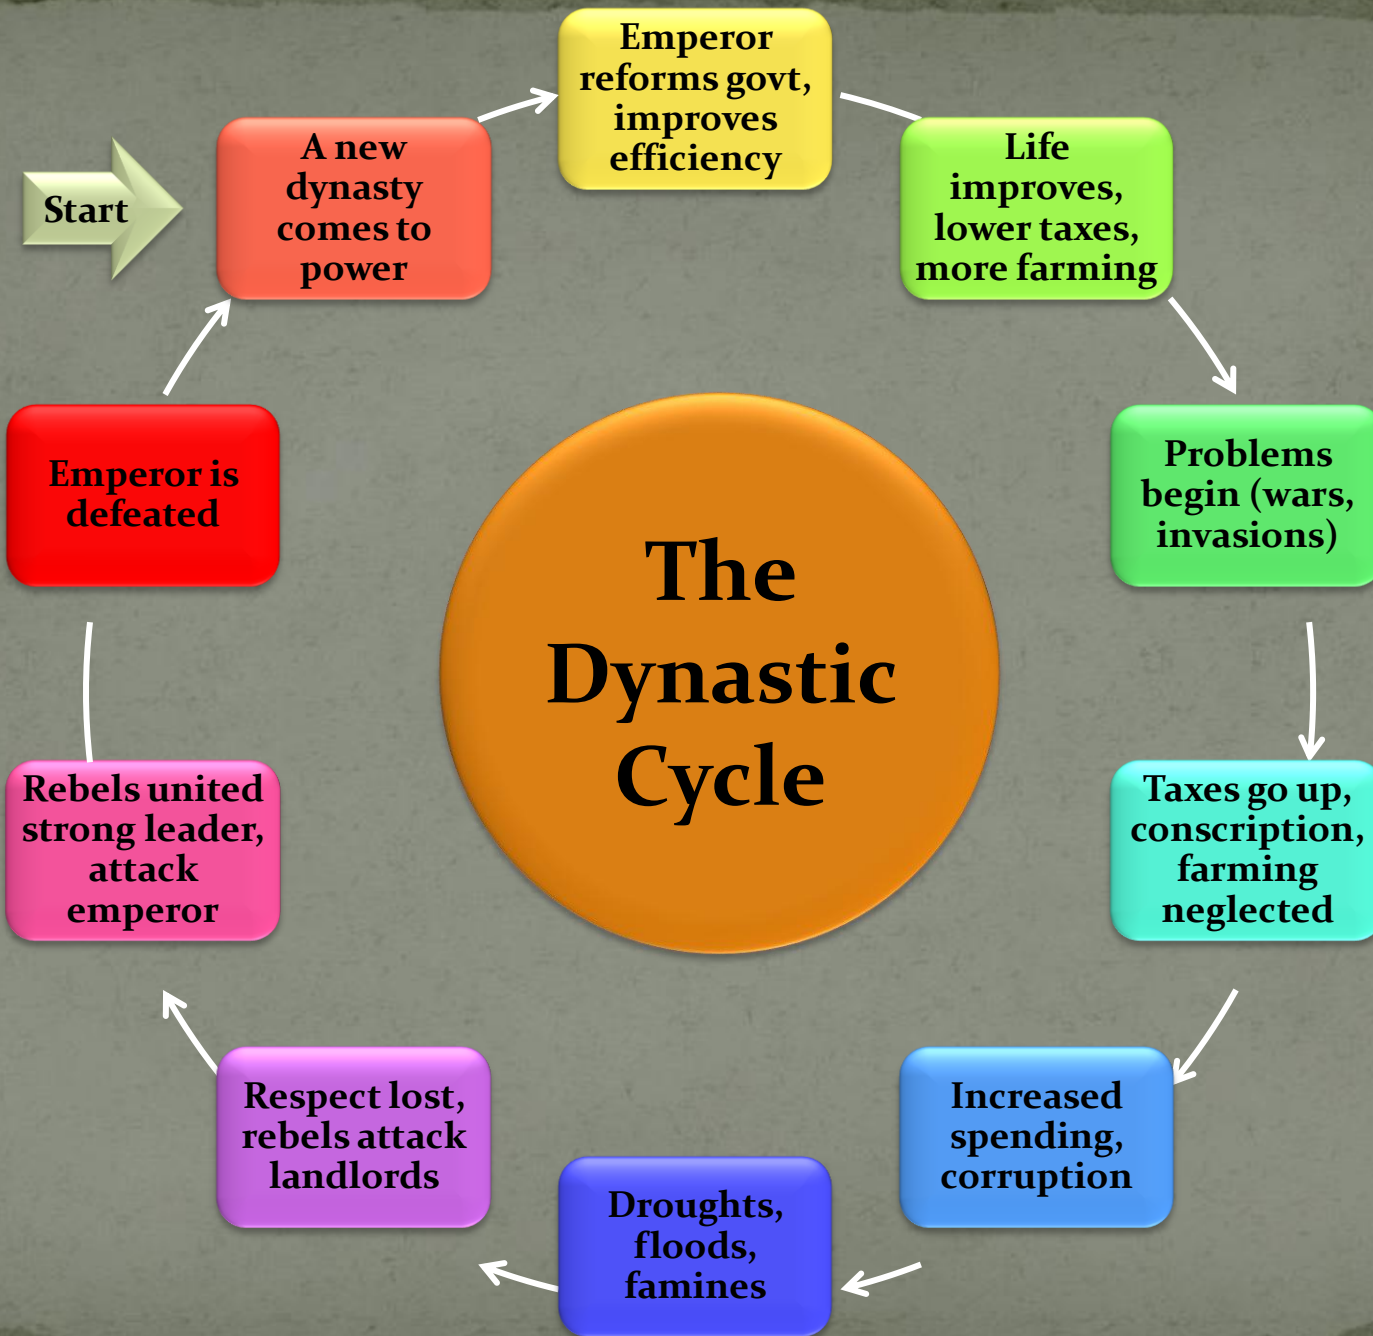 Start
A new
dynasty
comes to
power
Emperor
reforms govt,
improves
efficiency
Life
improves,
lower taxes,
more farming
Problems
begin (wars,
invasions)
Taxes go up,
conscription,
farming
neglected
Increased
spending,
corruption
Droughts,
floods,
famines
Respect lost,
rebels attack
landlords
Rebels united
strong leader,
attack
emperor
Emperor is
defeated
The
Dynastic
Cycle